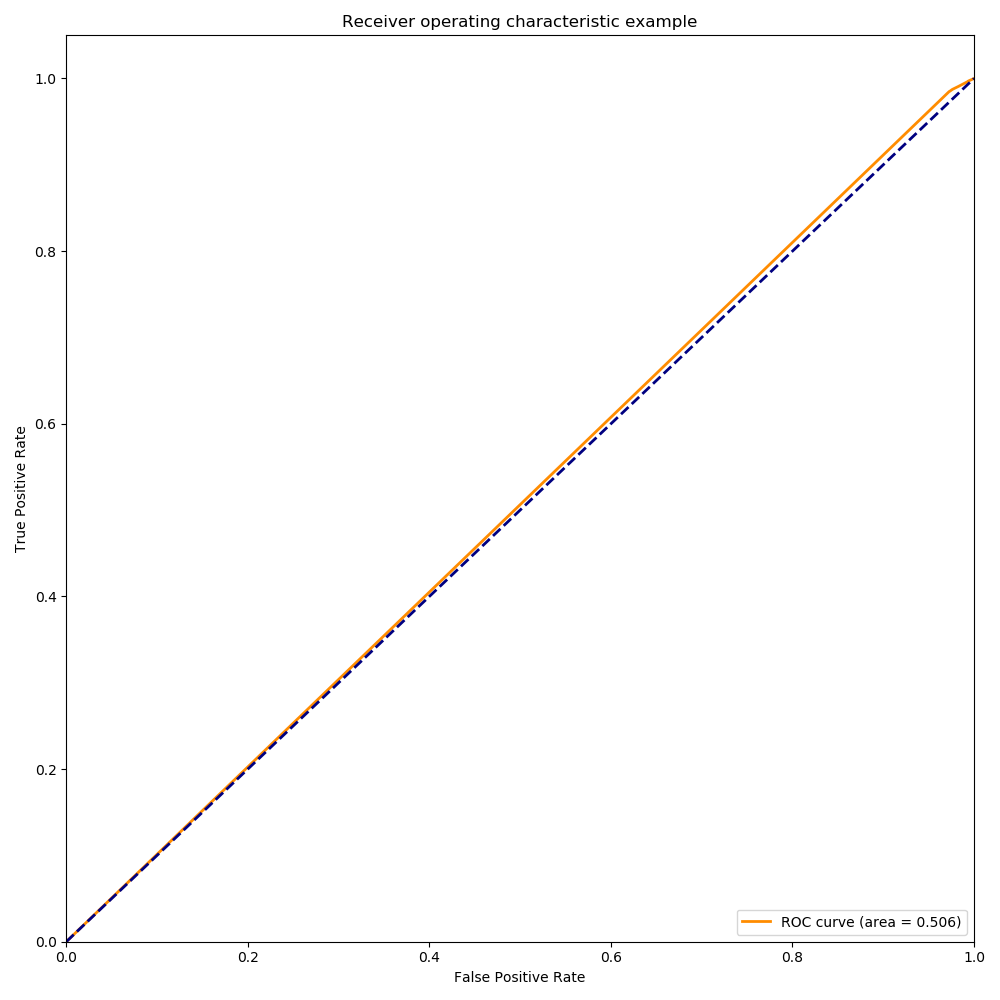 Receiver operating characteristic example
True Positive Rate
1.0
0.8
0.6
0.4
0.2
0.0
0.0 0.2 0.4 0.6 0.8 1.0
False Positive Rate
ROC curve (area = 0.506)